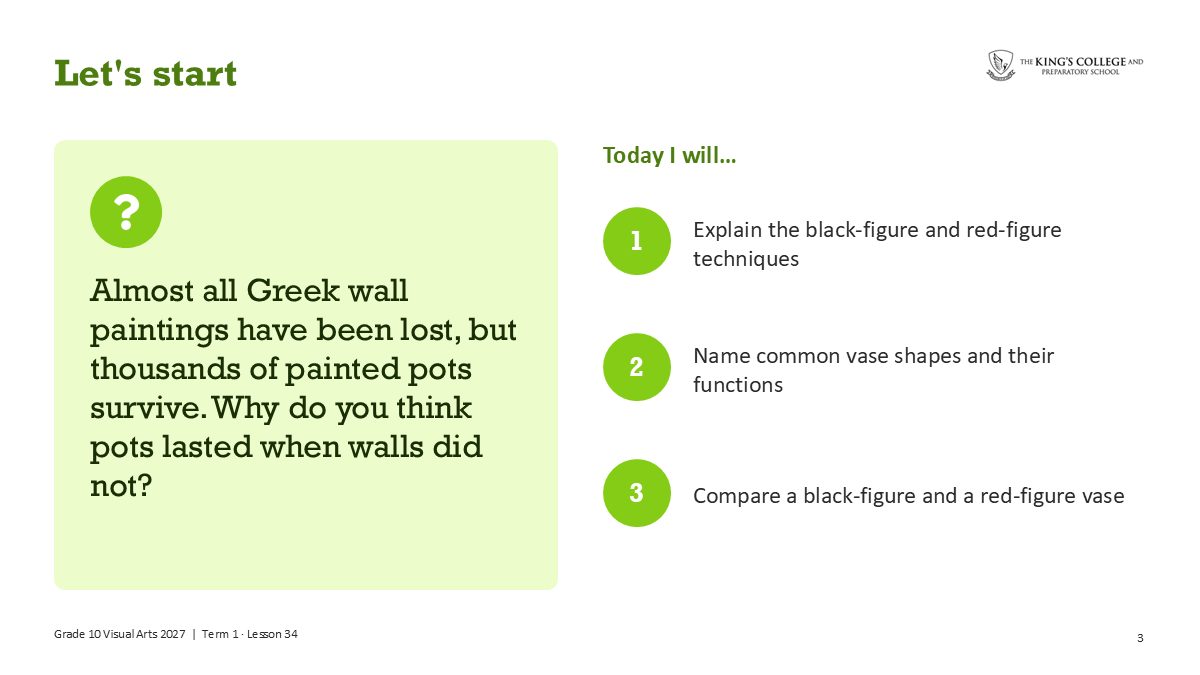 Let's start
THE KING'S COLLEGE AND
PREPARATORY SCHOOL
?
Almost all Greek wall
paintings have been lost, but
thousands of painted pots
survive. Why do you think
pots lasted when walls did
not?
Today I will...
1
Explain the black-figure and red-figure
techniques
2
Name common vase shapes and their
functions
3
Compare a black-figure and a red-figure vase
Grade 10 Visual Arts 2027 | Term 1 · Lesson 34
3